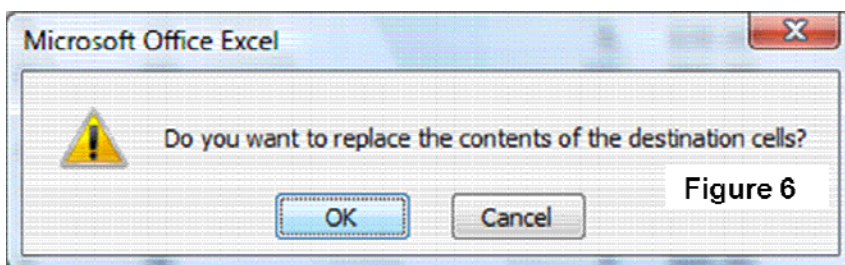 Microsoft Office Excel
Do you want to replace the contents of the destination cells?
Figure 6
OK Cancel